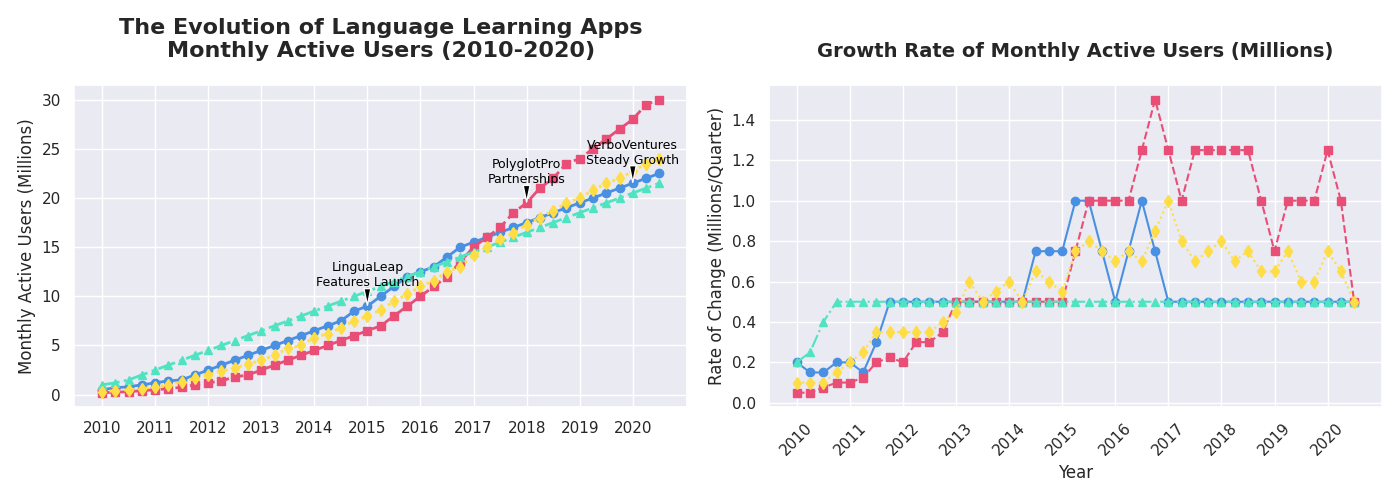 The Evolution of Language Learning Apps
Monthly Active Users (2010-2020)
Monthly Active Users (Millions)
30
25
20
15
10
5
0
VerboVentures
Steady Growth
PolyglotPro
Partnerships
LinguaLeap
Features Launch
2010 2011 2012 2013 2014 2015 2016 2017 2018 2019 2020
Growth Rate of Monthly Active Users (Millions)
Rate of Change (Millions/Quarter)
1.4
1.2
1.0
0.8
0.6
0.4
0.2
0.0
2010 2011 2012 2013 2014 2015 2016 2017 2018 2019 2020
Year